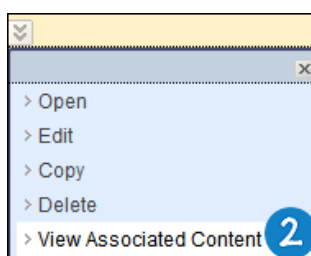 > Open
> Edit
> Copy
> Delete
> View Associated Content 2